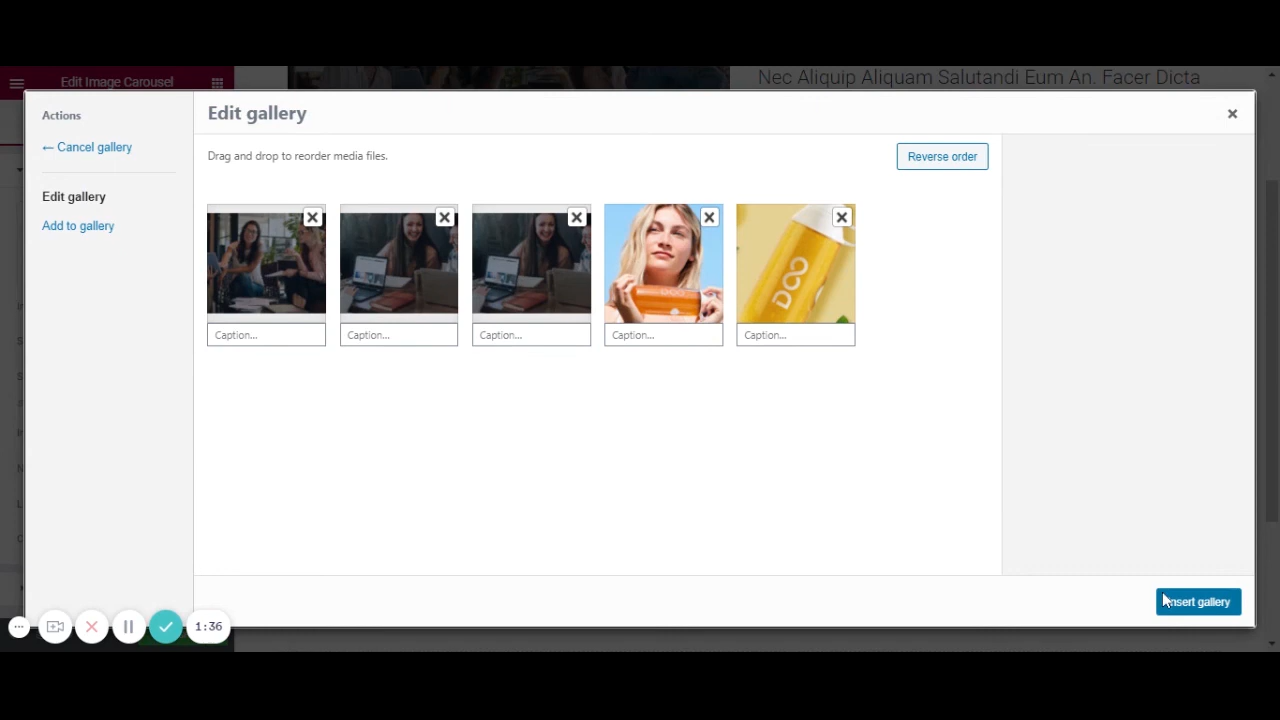 Edit Image Carousel
Nec Aliquip Aliquam Salutandi Eum An. Facer Dicta
Actions
← Cancel gallery
Edit gallery
Add to gallery
Edit gallery
Drag and drop to reorder media files.
Reverse order
DOO
DOO
Caption...
Caption...
Caption...
Caption...
Caption...
gallery
1:36